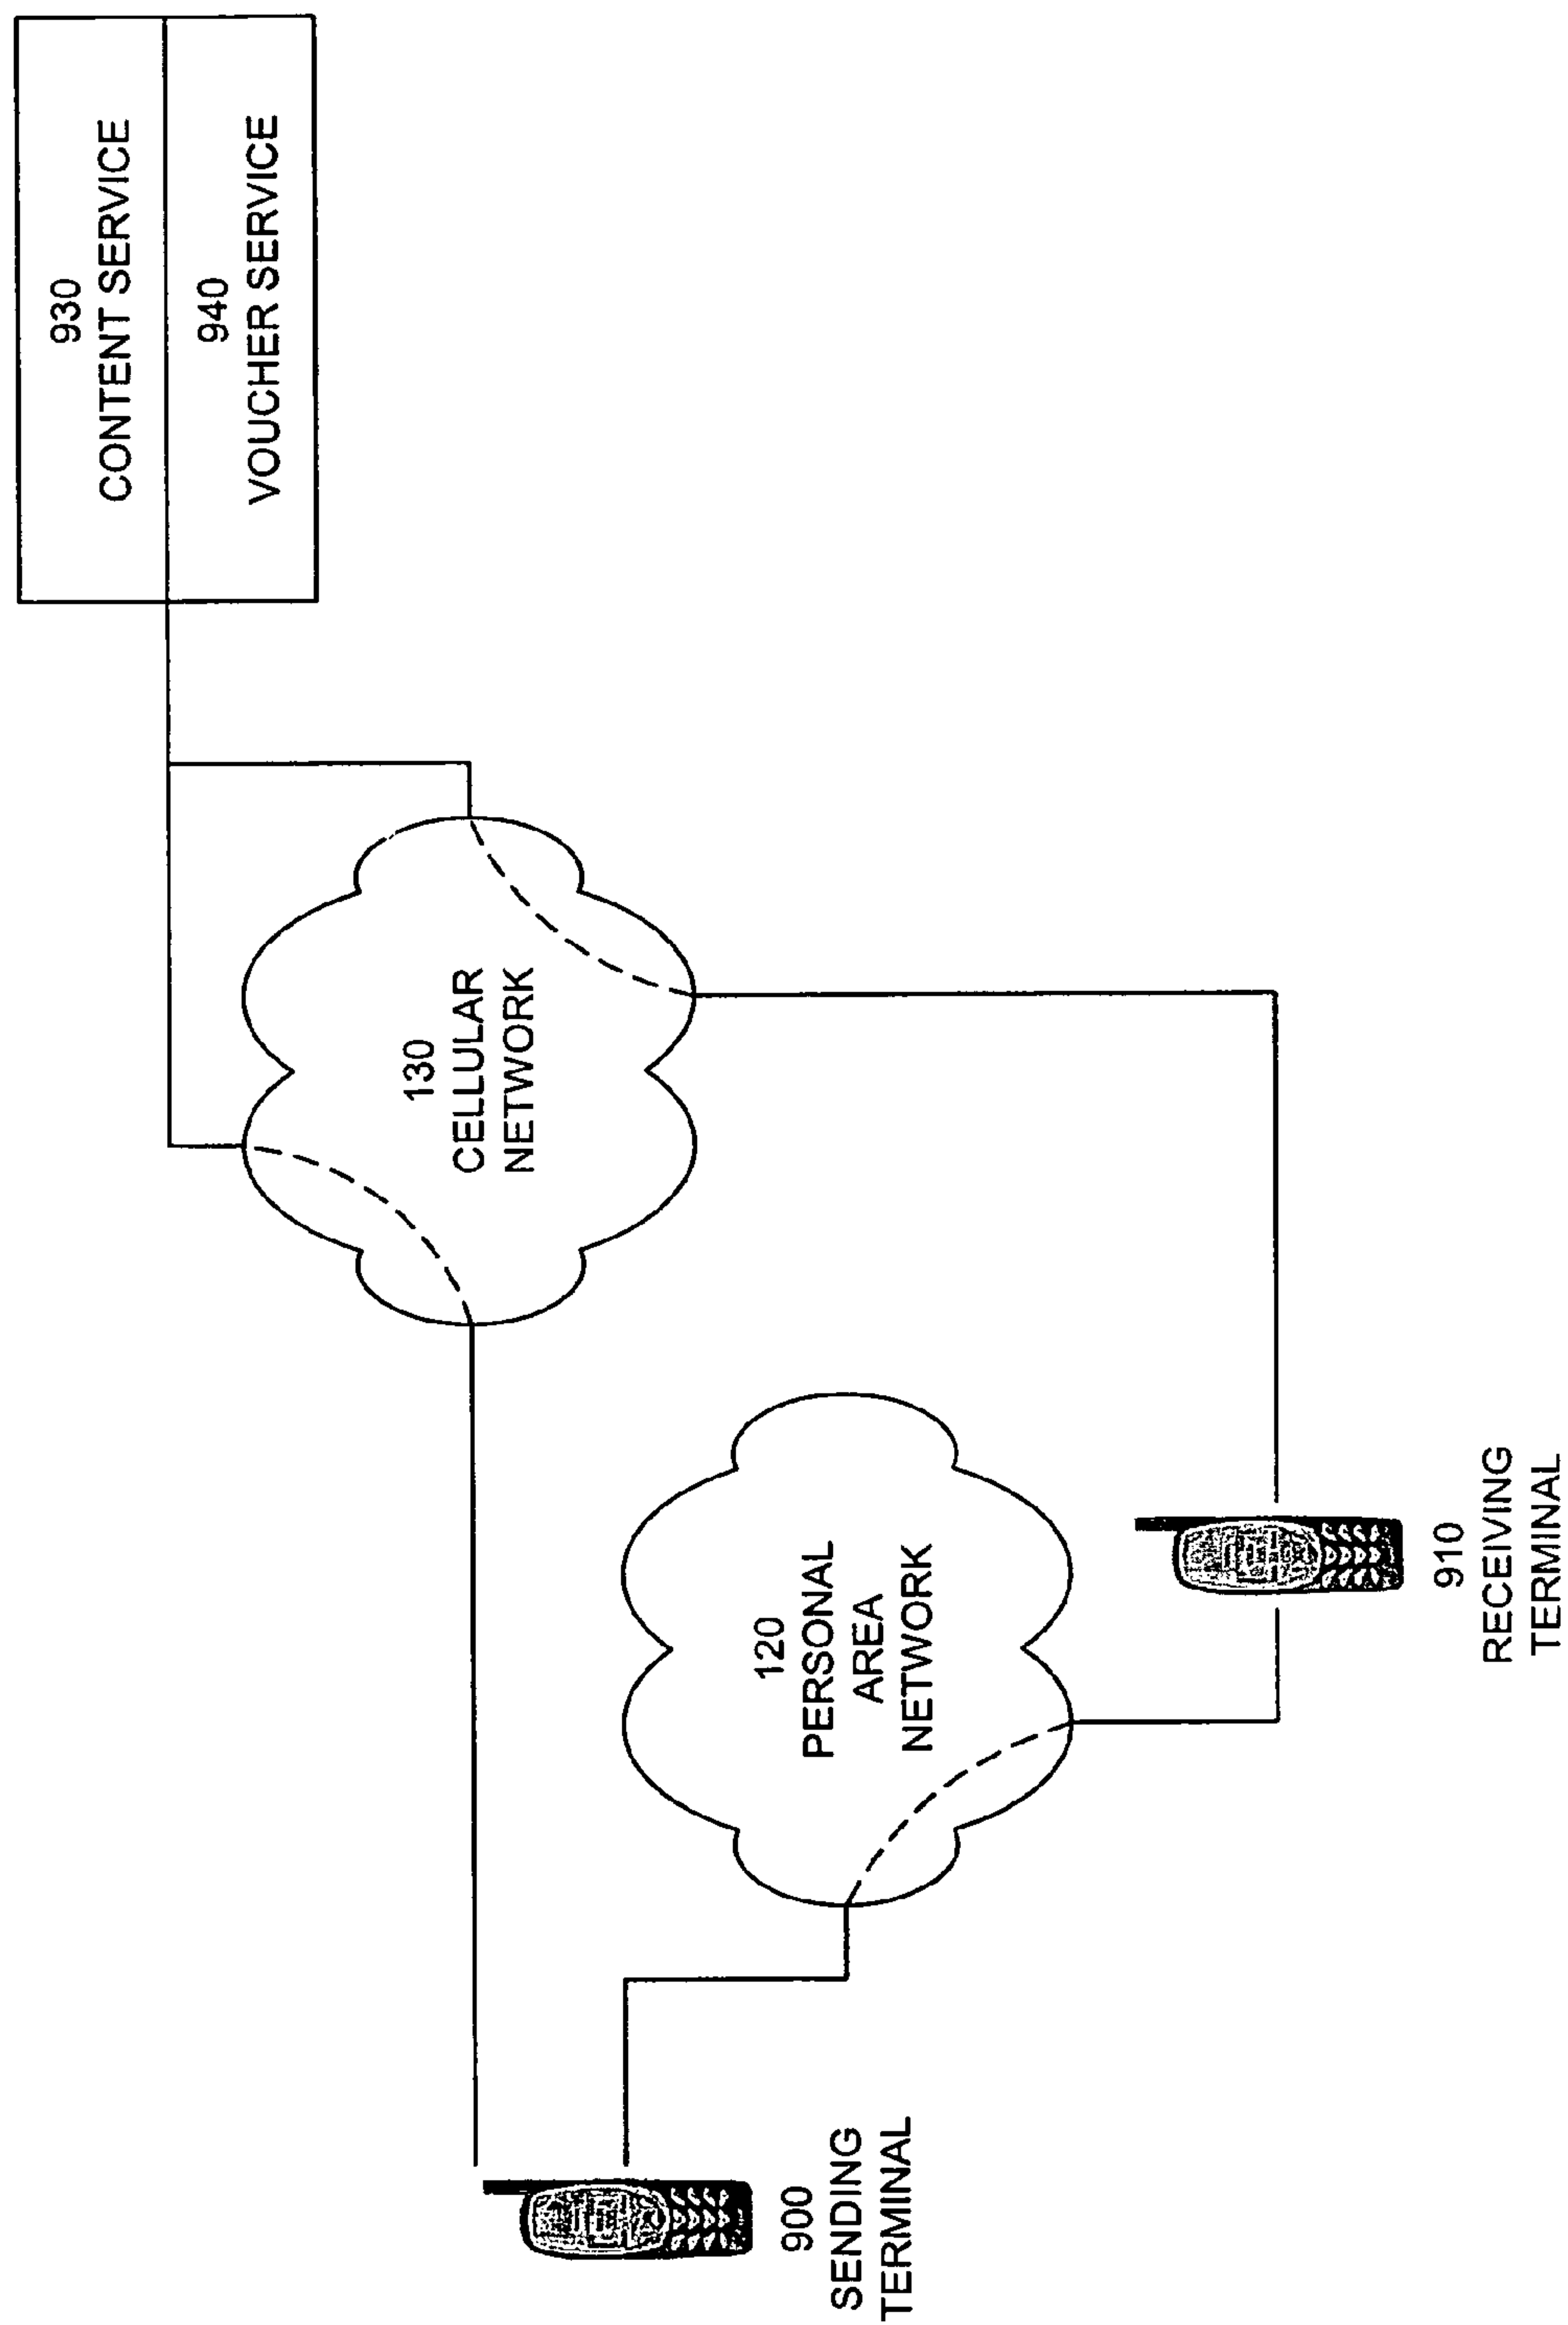 930
CONTENT SERVICE
940
VOUCHER SERVICE
130
CELLULAR
NETWORK
120
PERSONAL
AREA
NETWORK
910
RECEIVING
TERMINAL
900
SENDING
TERMINAL